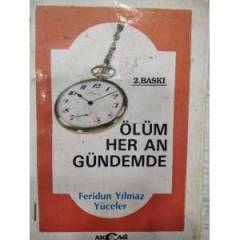 2.BASKI
ÖLÜM
HER AN
GÜNDEMDE
Feridun Yılmaz
Yüceler
AKÇAĞ